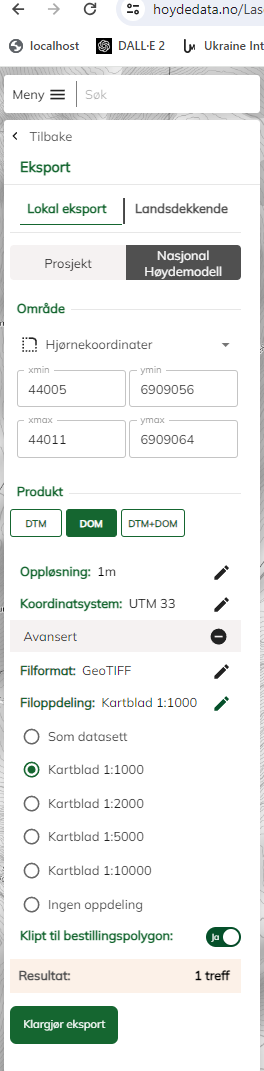 hoydedata.no/Las
localhost
DALL·E 2
Ukraine Int
Meny
Søk
Tilbake
Eksport
Lokal eksport
Landsdekkende
Prosjekt
Nasjonal
Høydemodell
Område
Hjørnekoordinater
xmin
ymin
44005
6909056
xmax
ymax
44011
6909064
Produkt
DTM
DOM
DTM+DOM
Oppløsning: 1m
Koordinatsystem: UTM 33
Avansert
Filformat: GeoTIFF
Filoppdeling: Kartblad 1:1000
Som datasett
Kartblad 1:1000
Kartblad 1:2000
Kartblad 1:5000
Kartblad 1:10000
Ingen oppdeling
Klipt til bestillingspolygon:
Ja
Resultat: 1 treff
Klargjør eksport